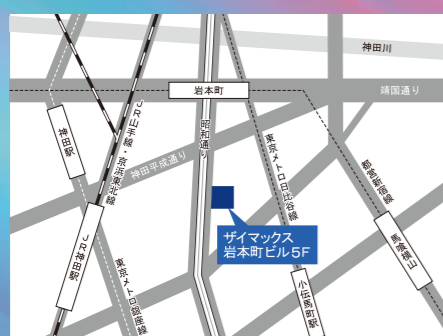 神田川
岩本町
靖国通り
昭和通り
神田駅
JR山手線・京浜東北線
神田平成通り
東京メトロ日比谷線
都営新宿線
馬喰横山
ザイマックス
岩本町ビル5F
JR神田駅
東京メトロ銀座線
小伝馬町駅